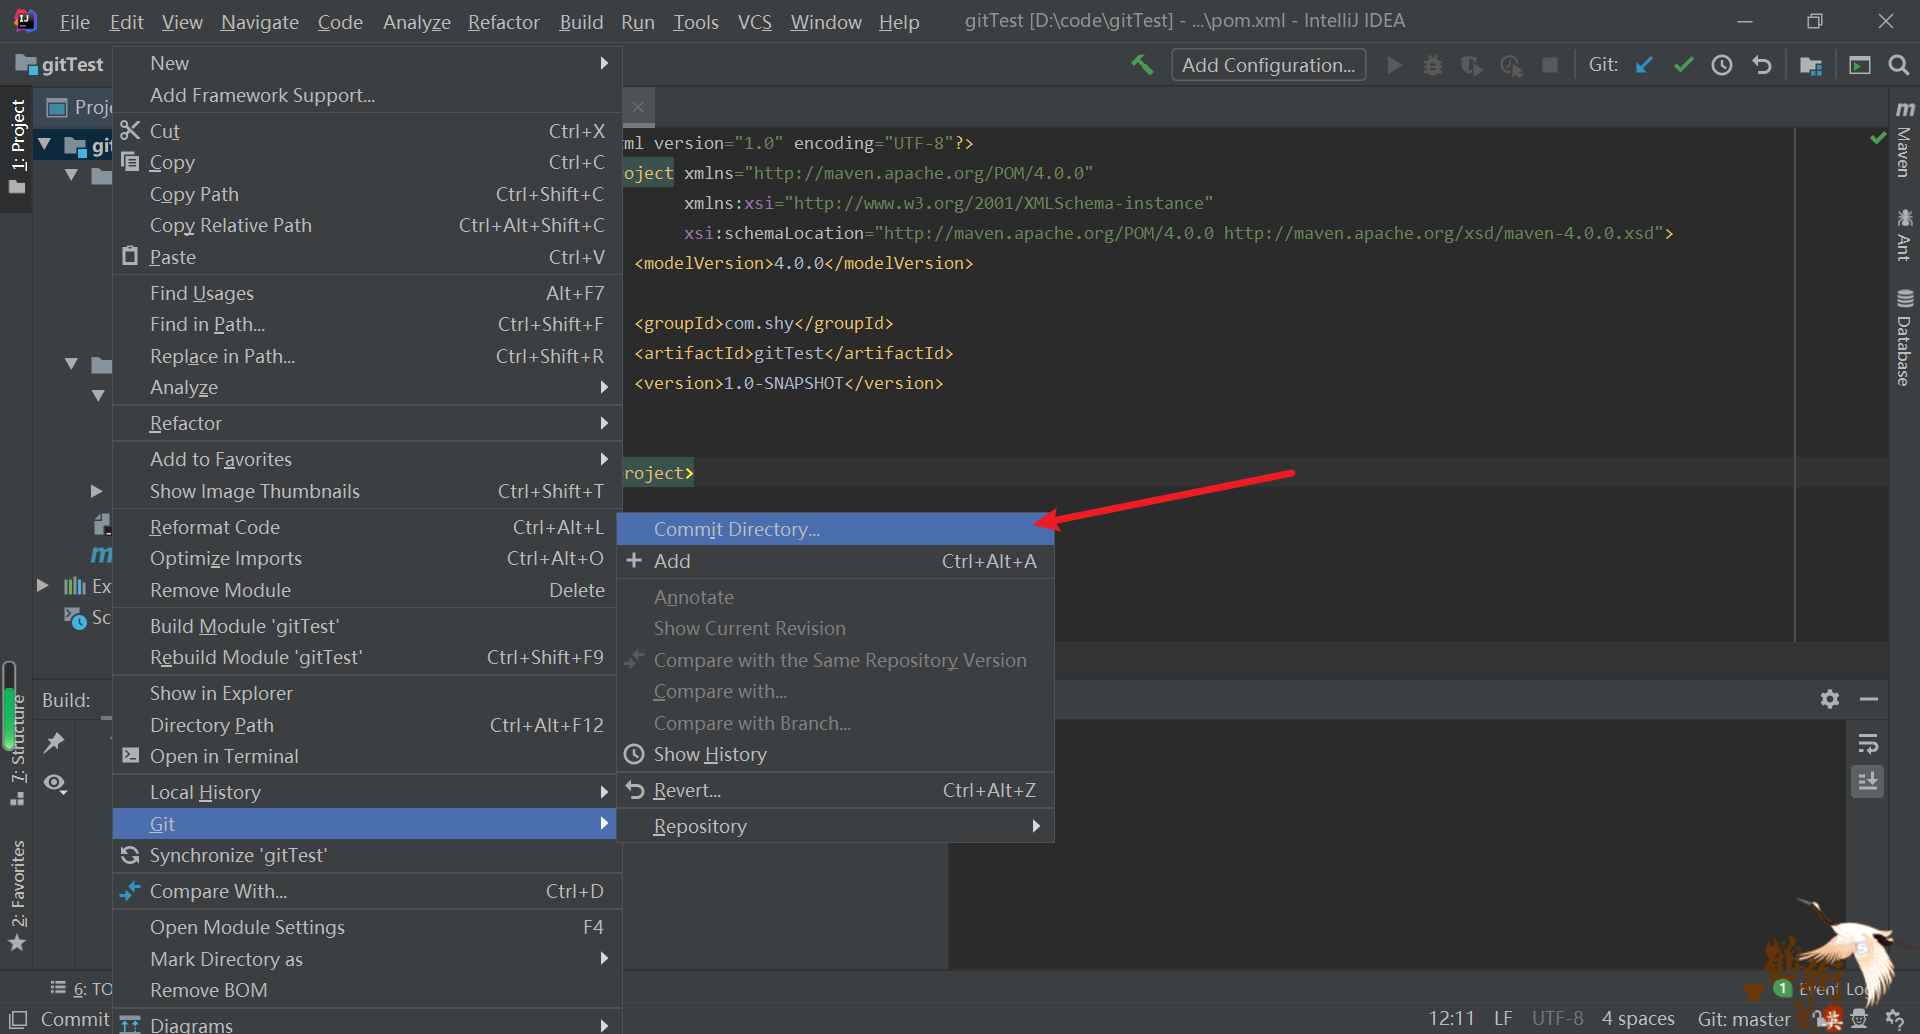 File Edit View Navigate Code Analyze Refactor Build Run Tools VCS Window Help gitTest [D:\code\gitTest] - ...\pom.xml - IntelliJ IDEA
gitTest
Add Configuration...
Git:
1: Project
Proje
git
Ex
Sc
Build:
7: Structure
2: Favorites
6: TO
Commit
New
Add Framework Support...
Cut Ctrl+X
Copy Ctrl+C
Copy Path Ctrl+Shift+C
Copy Relative Path Ctrl+Alt+Shift+C
Paste Ctrl+V
Find Usages Alt+F7
Find in Path... Ctrl+Shift+F
Replace in Path... Ctrl+Shift+R
Analyze
Refactor
Add to Favorites
Show Image Thumbnails Ctrl+Shift+T
Reformat Code Ctrl+Alt+L
Optimize Imports Ctrl+Alt+O
Remove Module Delete
Build Module 'gitTest'
Rebuild Module 'gitTest' Ctrl+Shift+F9
Show in Explorer
Directory Path Ctrl+Alt+F12
Open in Terminal
Local History
Git
Synchronize 'gitTest'
Compare With... Ctrl+D
Open Module Settings F4
Mark Directory as
Remove BOM
Diagrams
ml version="1.0" encoding="UTF-8"?>
oject xmlns="http://maven.apache.org/POM/4.0.0"
xmlns:xsi="http://www.w3.org/2001/XMLSchema-instance"
xsi:schemaLocation="http://maven.apache.org/POM/4.0.0 http://maven.apache.org/xsd/maven-4.0.0.xsd">
<modelVersion>4.0.0</modelVersion>
<groupId>com.shy</groupId>
<artifactId>gitTest</artifactId>
<version>1.0-SNAPSHOT</version>
roject>
Commit Directory...
Add Ctrl+Alt+A
Annotate
Show Current Revision
Compare with the Same Repository Version
Compare with...
Compare with Branch...
Show History
Revert... Ctrl+Alt+Z
Repository
Maven
Ant
Database
1 Event Log
12:11 LF UTF-8 4 spaces Git: master
英